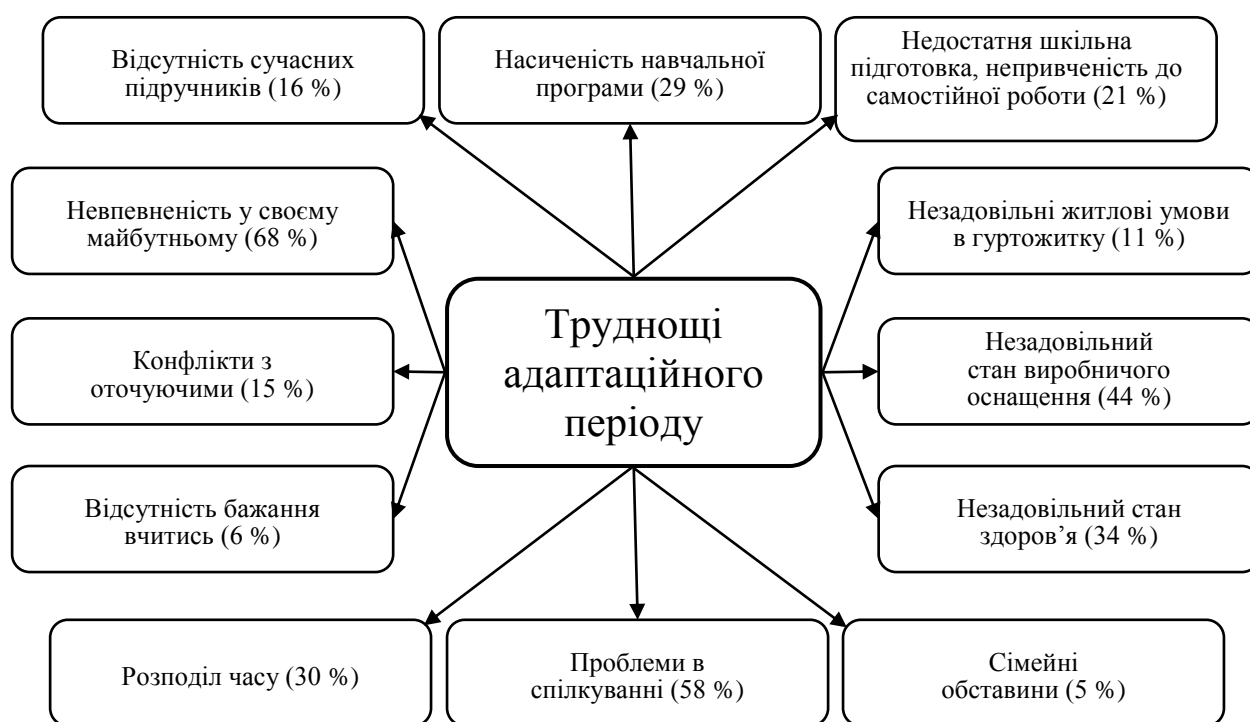 Відсутність сучасних
підручників (16 %)
Насиченість навчальної
програми (29 %)
Недостатня шкільна
підготовка, непривченість до
самостійної роботи (21 %)
Невпевненість у своєму
майбутньому (68 %)
Незадовільні житлові умови
в гуртожитку (11 %)
Труднощі
адаптаційного
періоду
Конфлікти з
оточуючими (15 %)
Незадовільний
стан виробничого
оснащення (44 %)
Відсутність бажання
вчитись (6 %)
Незадовільний стан
здоров’я (34 %)
Розподіл часу (30 %)
Проблеми в
спілкуванні (58 %)
Сімейні
обставини (5 %)